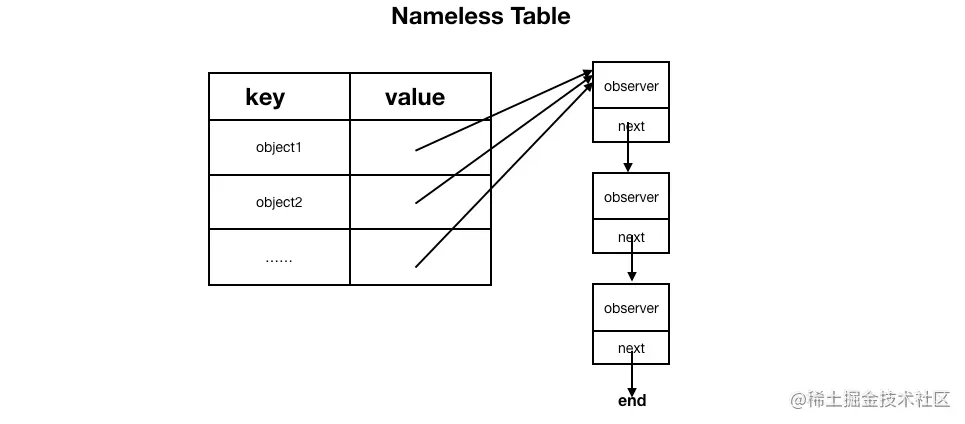 Nameless Table
key value
object1
object2
……
observer
next
observer
next
observer
next
end
@稀土掘金技术社区